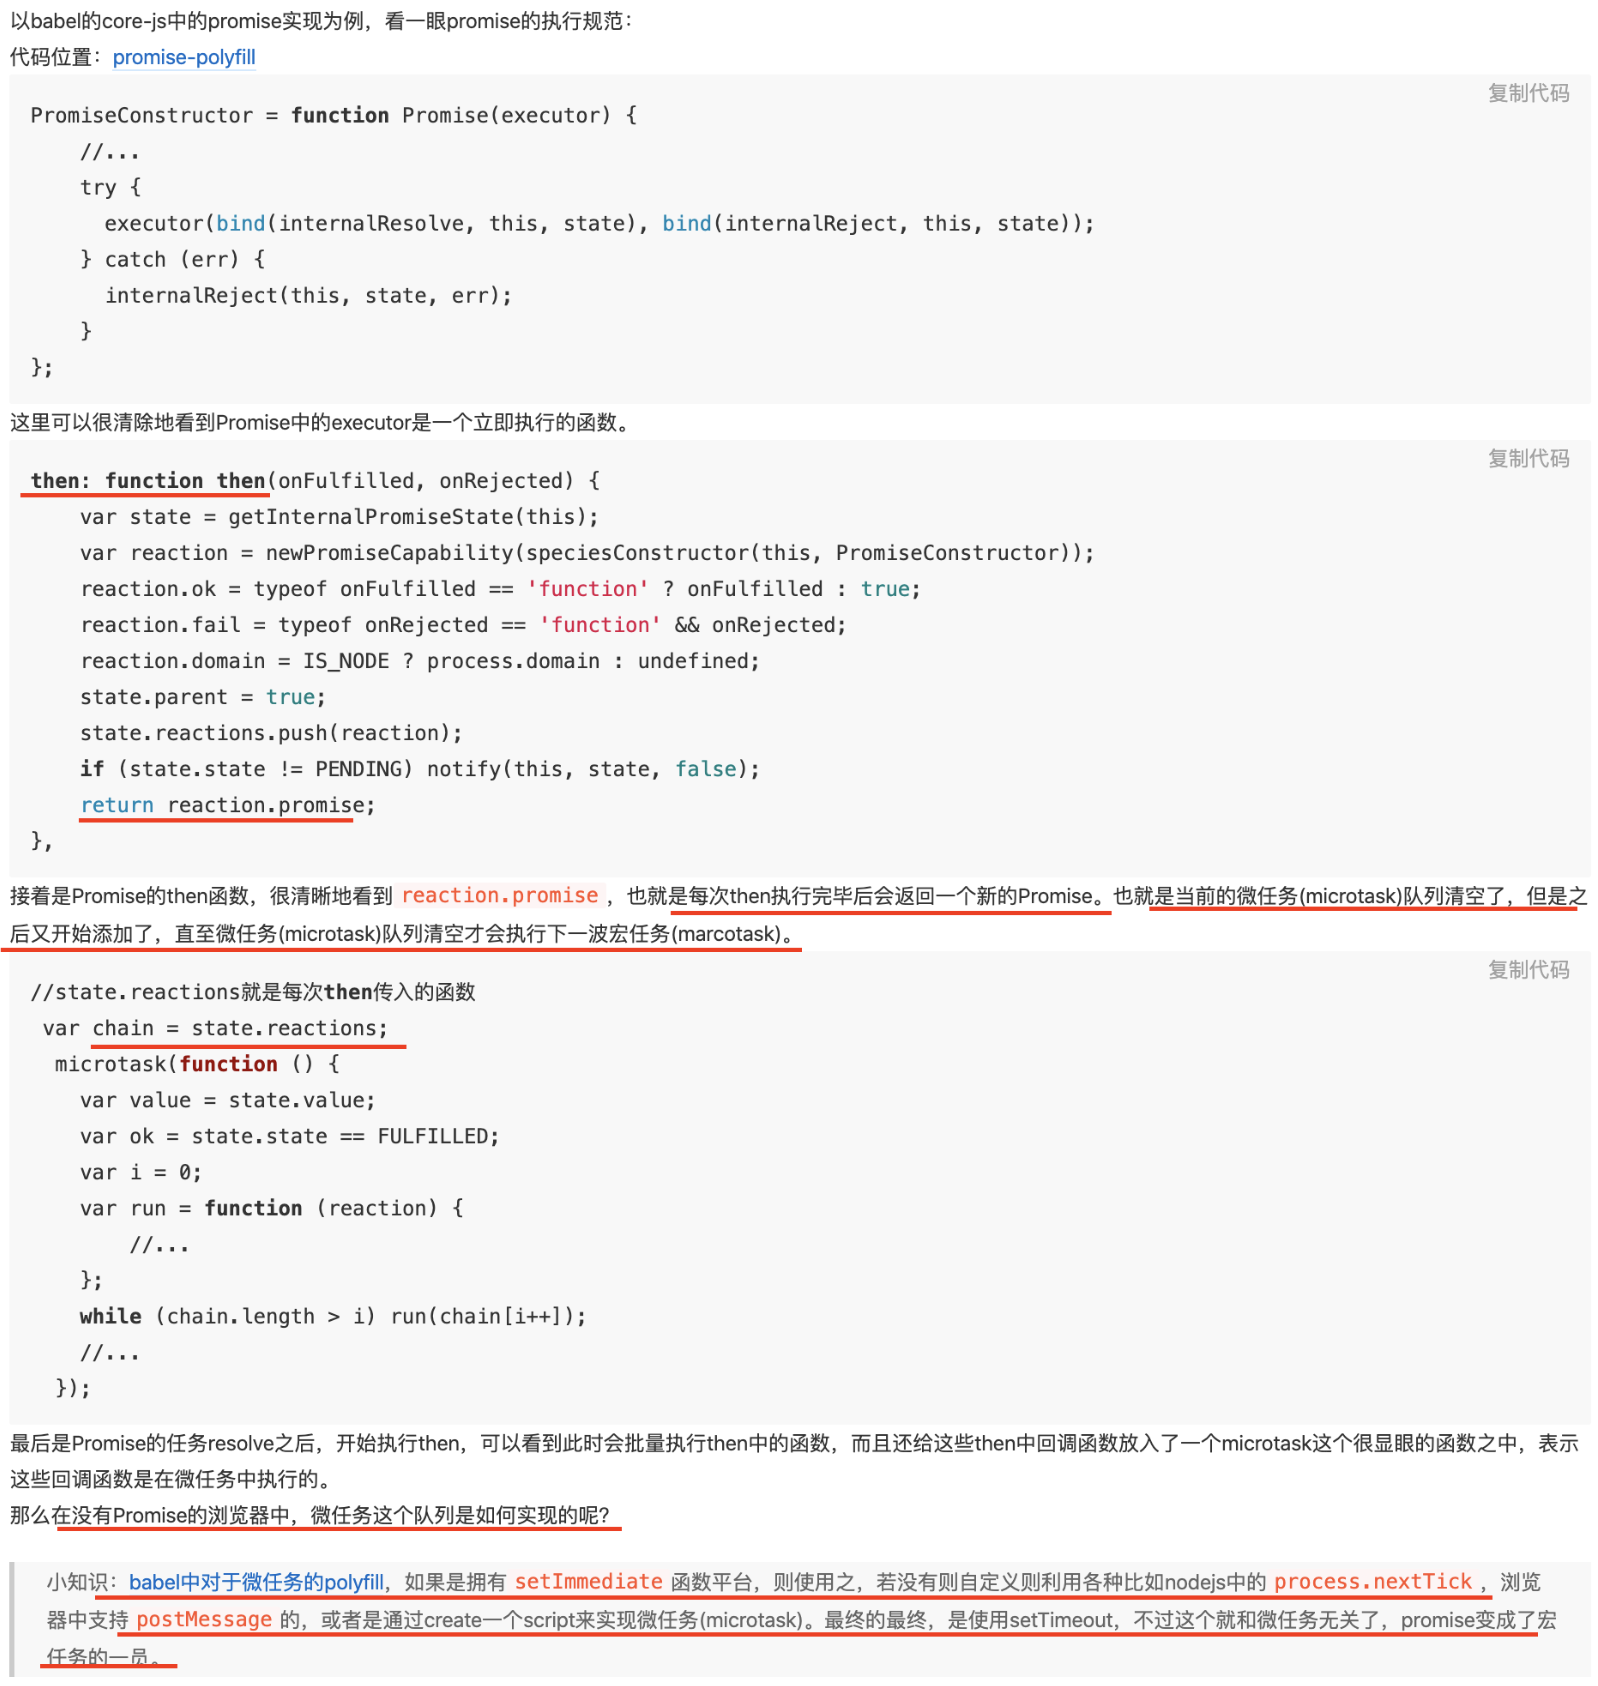 以babel的core-js中的promise实现为例，看一眼promise的执行规范：
代码位置：promise-polyfill
复制代码
PromiseConstructor = function Promise(executor) {
    //...
    try {
      executor(bind(internalResolve, this, state), bind(internalReject, this, state));
    } catch (err) {
      internalReject(this, state, err);
    }
};
这里可以很清除地看到Promise中的executor是一个立即执行的函数。
复制代码
then: function then(onFulfilled, onRejected) {
    var state = getInternalPromiseState(this);
    var reaction = newPromiseCapability(speciesConstructor(this, PromiseConstructor));
    reaction.ok = typeof onFulfilled == 'function' ? onFulfilled : true;
    reaction.fail = typeof onRejected == 'function' && onRejected;
    reaction.domain = IS_NODE ? process.domain : undefined;
    state.parent = true;
    state.reactions.push(reaction);
    if (state.state != PENDING) notify(this, state, false);
    return reaction.promise;
},
接着是Promise的then函数，很清晰地看到 reaction.promise ，也就是每次then执行完毕后会返回一个新的Promise。也就是当前的微任务(microtask)队列清空了，但是之
后又开始添加了，直至微任务(microtask)队列清空才会执行下一波宏任务(marcotask)。
复制代码
//state.reactions就是每次then传入的函数
 var chain = state.reactions;
  microtask(function () {
    var value = state.value;
    var ok = state.state == FULFILLED;
    var i = 0;
    var run = function (reaction) {
        //...
    };
    while (chain.length > i) run(chain[i++]);
    //...
  });
最后是Promise的任务resolve之后，开始执行then，可以看到此时会批量执行then中的函数，而且还给这些then中回调函数放入了一个microtask这个很显眼的函数之中，表示
这些回调函数是在微任务中执行的。
那么在没有Promise的浏览器中，微任务这个队列是如何实现的呢?
小知识：babel中对于微任务的polyfill，如果是拥有 setImmediate 函数平台，则使用之，若没有则自定义则利用各种比如nodejs中的 process.nextTick ，浏览
器中支持 postMessage 的，或者是通过create一个script来实现微任务(microtask)。最终的最终，是使用setTimeout，不过这个就和微任务无关了，promise变成了宏
任务的一员。